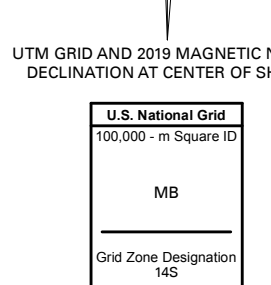 UTM GRID AND 2019 MAGNETIC
DECLINATION AT CENTER OF
U.S. National Grid
100,000 - m Square ID
MB
Grid Zone Designation
14S